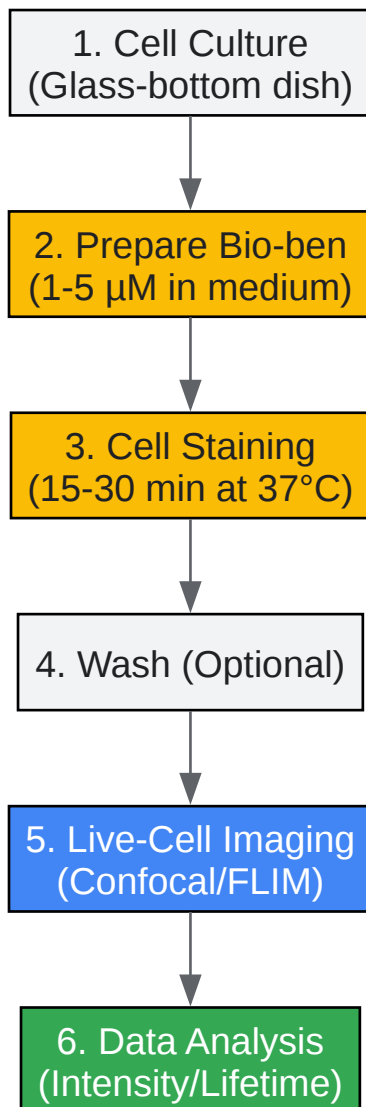 1. Cell Culture
(Glass-bottom dish)
2. Prepare Bio-ben
(1-5 µM in medium)
3. Cell Staining
(15-30 min at 37°C)
4. Wash (Optional)
5. Live-Cell Imaging
(Confocal/FLIM)
6. Data Analysis
(Intensity/Lifetime)